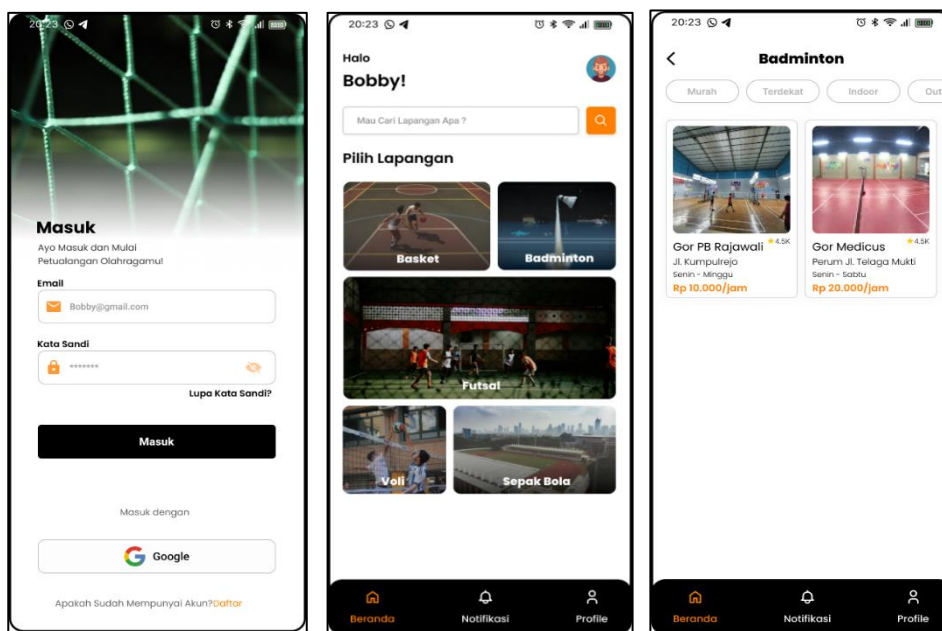 20:23
Masuk
Ayo Masuk dan Mulai
Petualangan Olahragamu!
Email
Bobby@gmail.com
Kata Sandi
*******
Lupa Kata Sandi?
Masuk
Masuk dengan
Google
Apakah Sudah Mempunyai Akun?Daftar
20:23
Halo
Bobby!
Mau Cari Lapangan Apa ?
Pilih Lapangan
Basket
Badminton
Futsal
Voli
Sepak Bola
Beranda
Notifikasi
Profile
20:23
Badminton
Murah
Terdekat
Indoor
Out
Gor PB Rajawali
4.5K
Jl. Kumpulrejo
Senin - Minggu
Rp 10.000/jam
Gor Medicus
4.5K
Perum Jl. Telaga Mukti
Senin - Sabtu
Rp 20.000/jam
Beranda
Notifikasi
Profile